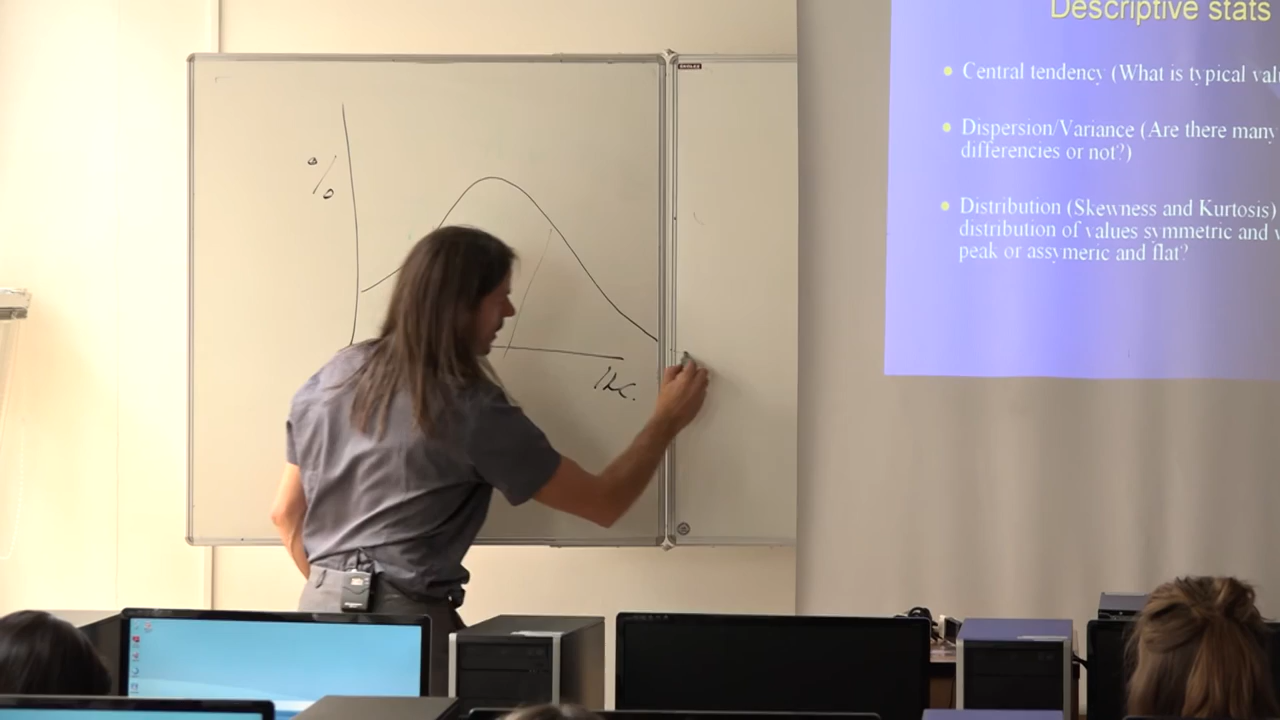 %
Descriptive stats
Central tendency (What is typical
Dispersion/Variance (Are there many
differencies or not?)
Distribution (Skewness and Kurtosis)
distribution of values symmetric and
peak or assymeric and flat?